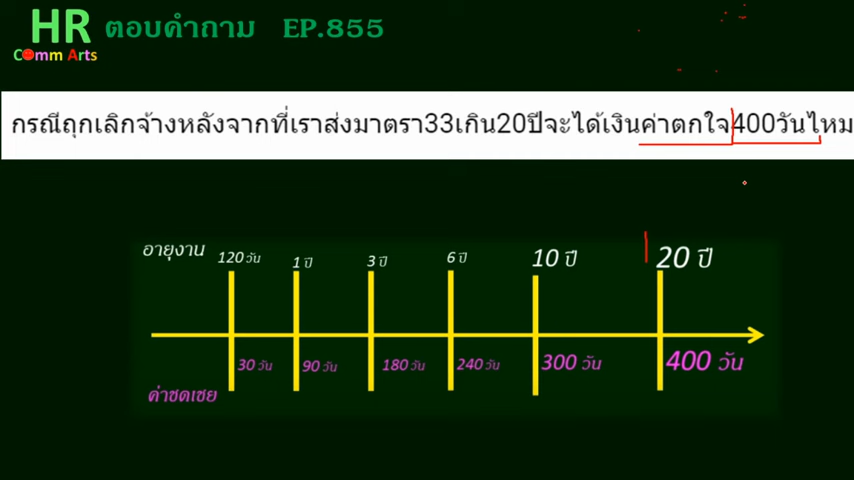 HR ตอบคำถาม EP.855
Comm Arts
กรณีถูกเลิกจ้างหลังจากที่เราส่งมาตรา33เกิน20ปีจะได้เงินค่าตกใจ400วันไหม
อายุงาน 120 วัน 1 ปี 3 ปี 6 ปี 10 ปี 20 ปี
30 วัน 90 วัน 180 วัน 240 วัน 300 วัน 400 วัน
ค่าชดเชย